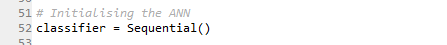 51 # Initialising the ANN
52 classifier = Sequential()
53